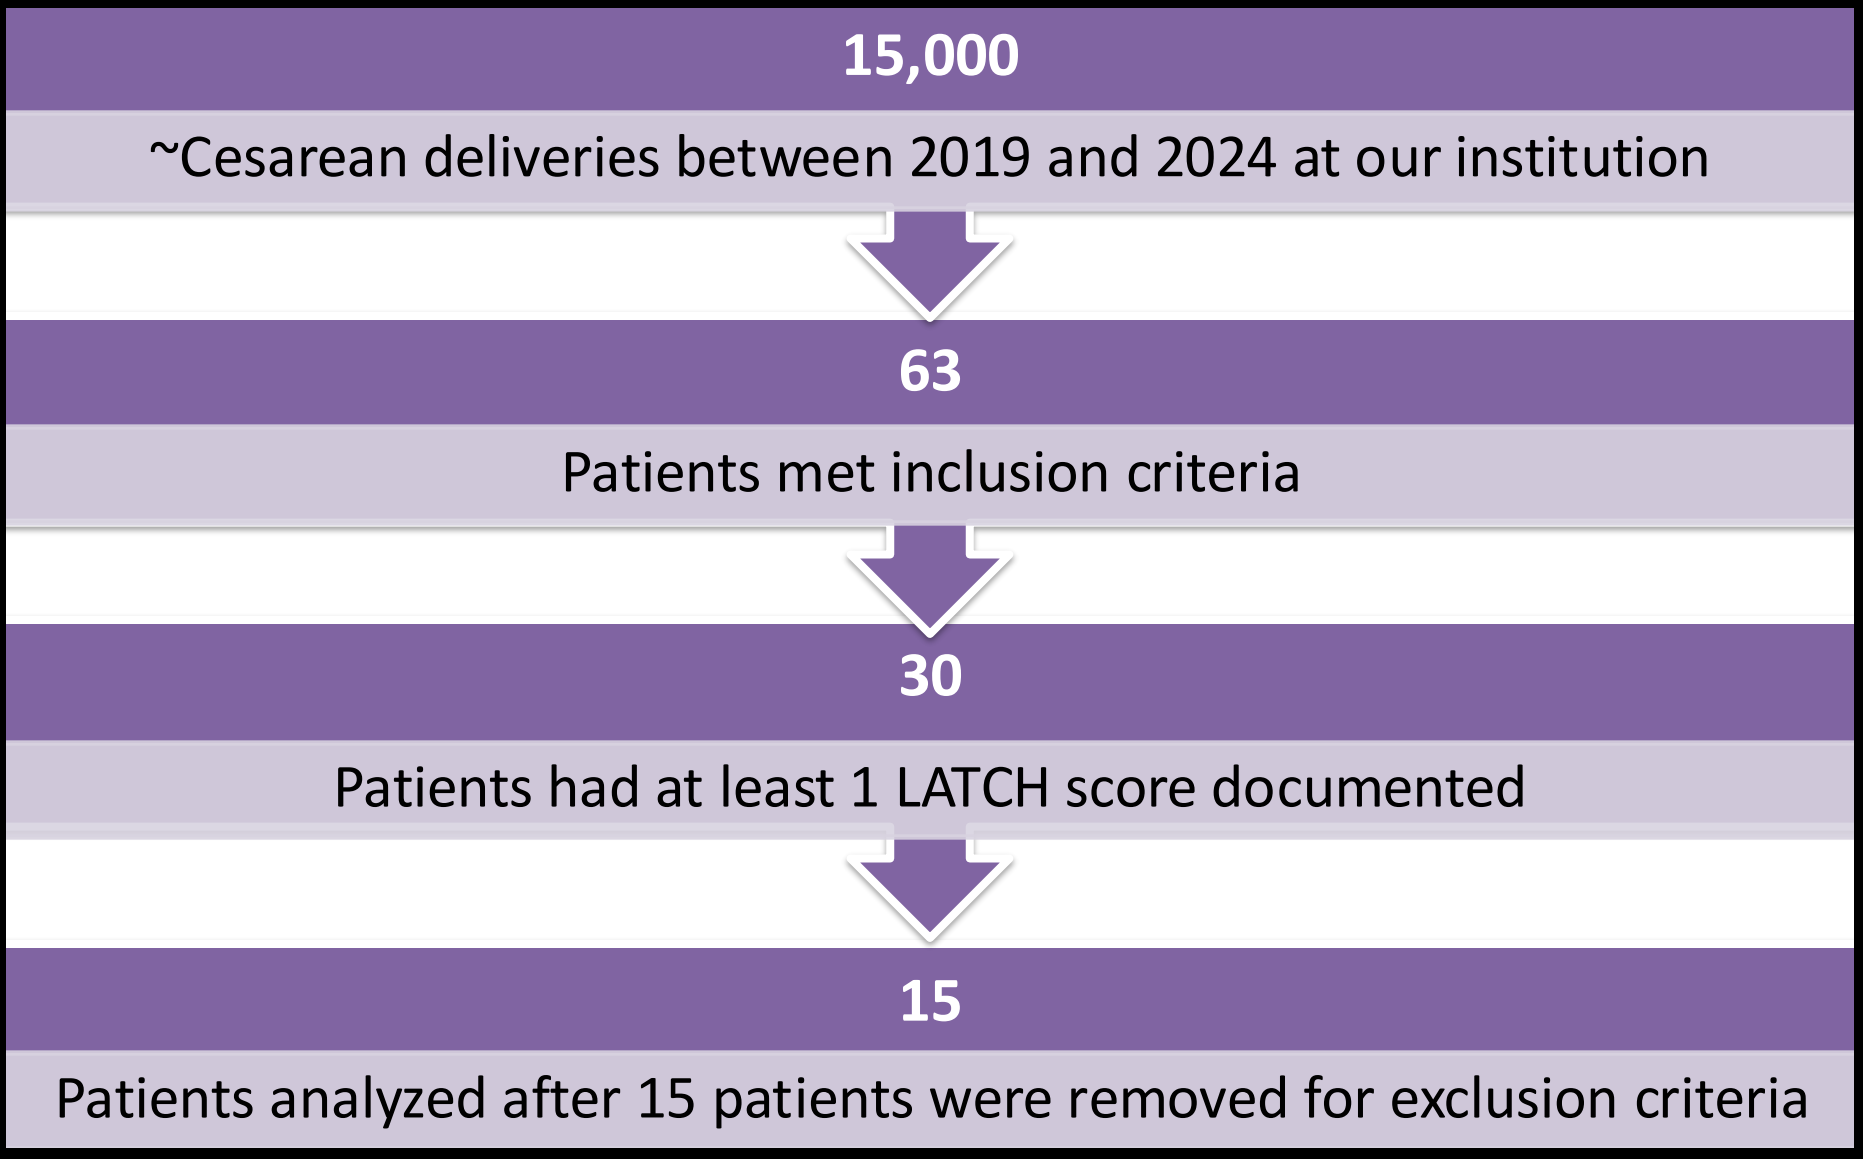 15,000
~Cesarean deliveries between 2019 and 2024 at our institution
63
Patients met inclusion criteria
30
Patients had at least 1 LATCH score documented
15
Patients analyzed after 15 patients were removed for exclusion criteria